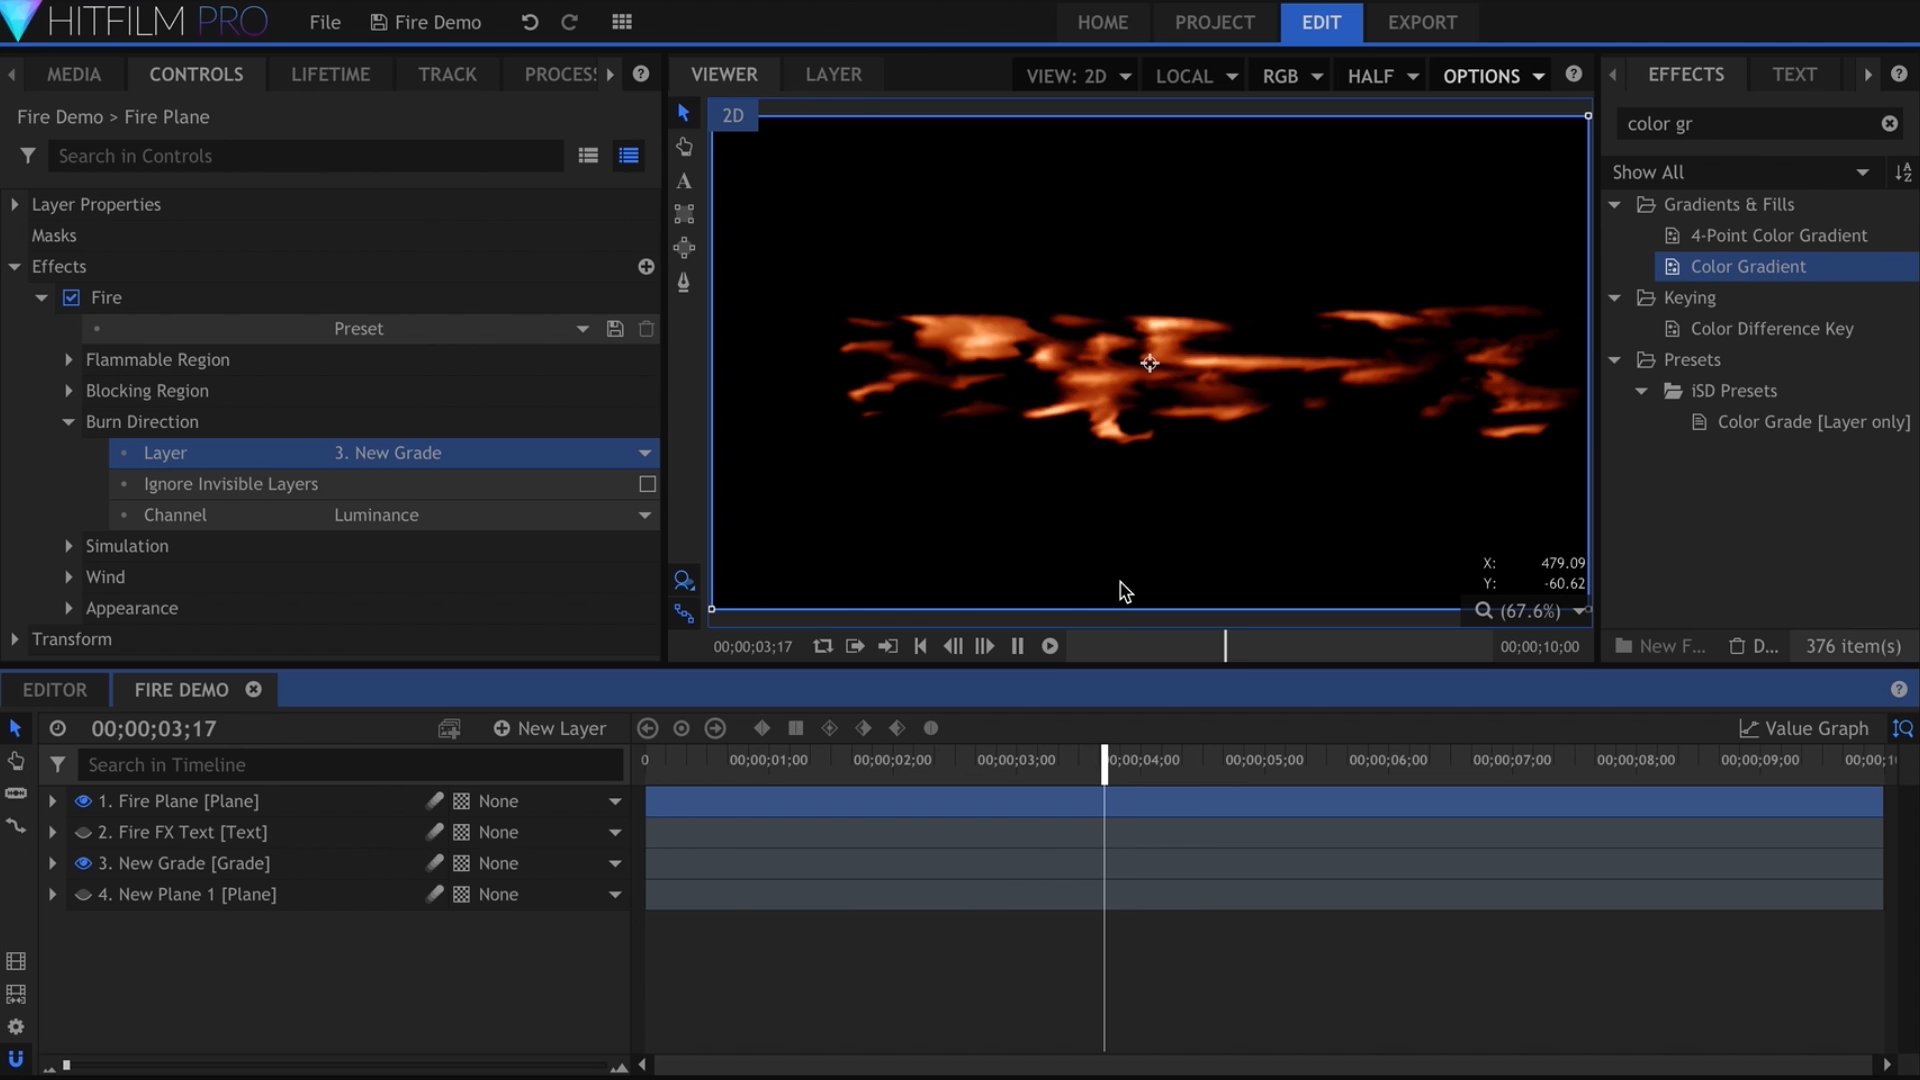 HITFILM PRO File Fire Demo HOME PROJECT EDIT EXPORT
MEDIA CONTROLS LIFETIME TRACK PROCES
VIEWER LAYER VIEW: 2D LOCAL RGB HALF OPTIONS
EFFECTS TEXT
Fire Demo > Fire Plane
Search in Controls
Layer Properties
Masks
Effects
Fire
Preset
Flammable Region
Blocking Region
Burn Direction
Layer 3. New Grade
Ignore Invisible Layers
Channel Luminance
Simulation
Wind
Appearance
Transform
2D
A
X: 479.09
Y: -60.62
(67.6%)
00;00;03;17 00;00;10;00
color gr
Show All
Gradients & Fills
4-Point Color Gradient
Color Gradient
Keying
Color Difference Key
Presets
iSD Presets
Color Grade [Layer only]
New F... D... 376 item(s)
EDITOR FIRE DEMO
00;00;03;17 New Layer Value Graph
Search in Timeline
0 00;00;01;00 00;00;02;00 00;00;03;00 0;00;04;00 00;00;05;00 00;00;06;00 00;00;07;00 00;00;08;00 00;00;09;00 00;00;1
1. Fire Plane [Plane] None
2. Fire FX Text [Text] None
3. New Grade [Grade] None
4. New Plane 1 [Plane] None